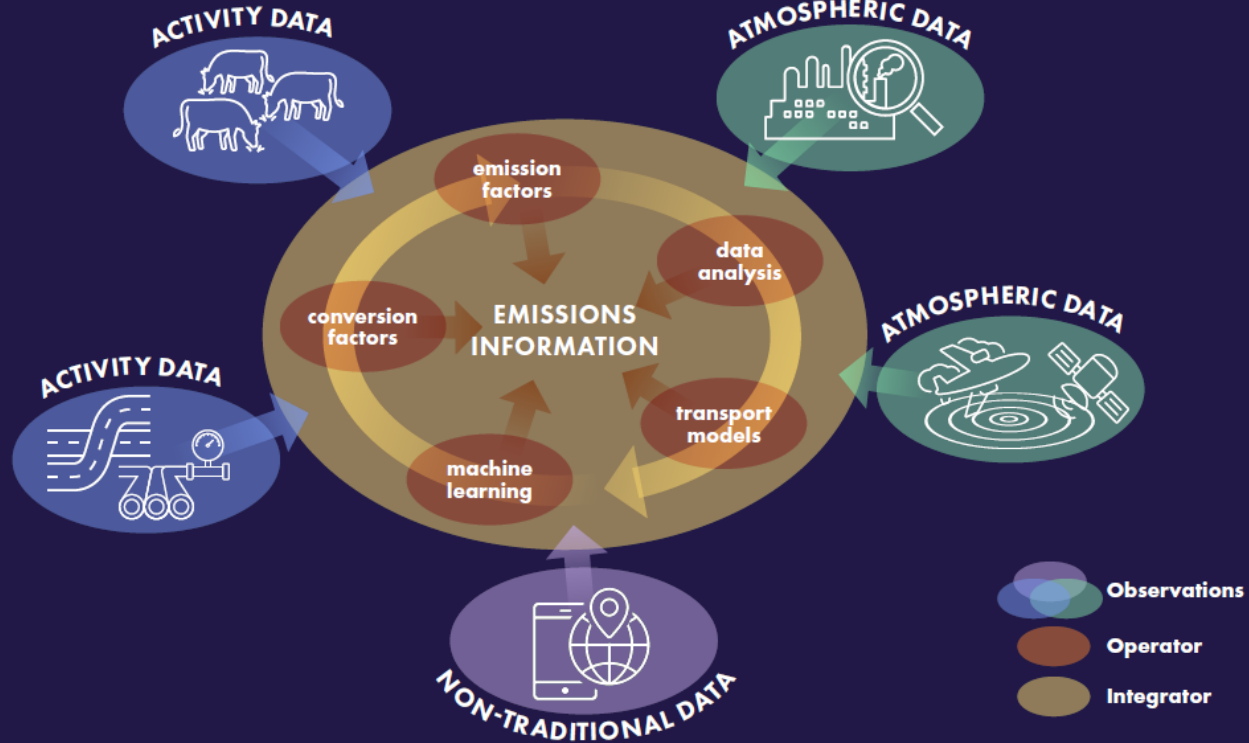 ACTIVITY DATA
ATMOSPHERIC DATA
emission
factors
data
analysis
conversion
factors
EMISSIONS
INFORMATION
ATMOSPHERIC DATA
ACTIVITY DATA
transport
models
machine
learning
NON-TRADITIONAL DATA
Observations
Operator
Integrator